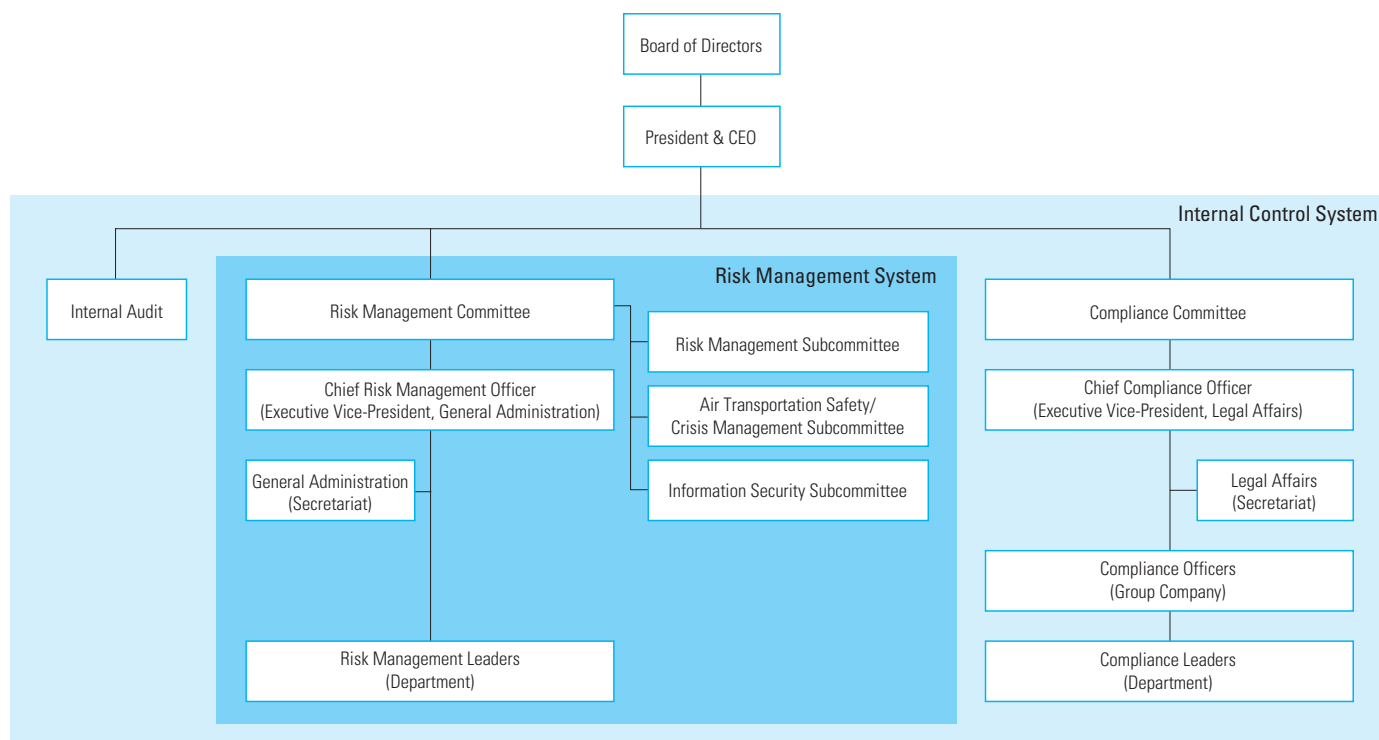 Board of Directors
President & CEO
Internal Control System
Internal Audit
Risk Management System
Risk Management Committee
Risk Management Subcommittee
Chief Risk Management Officer
(Executive Vice-President, General Administration)
Air Transportation Safety/
Crisis Management Subcommittee
General Administration
(Secretariat)
Information Security Subcommittee
Risk Management Leaders
(Department)
Compliance Committee
Chief Compliance Officer
(Executive Vice-President, Legal Affairs)
Legal Affairs
(Secretariat)
Compliance Officers
(Group Company)
Compliance Leaders
(Department)